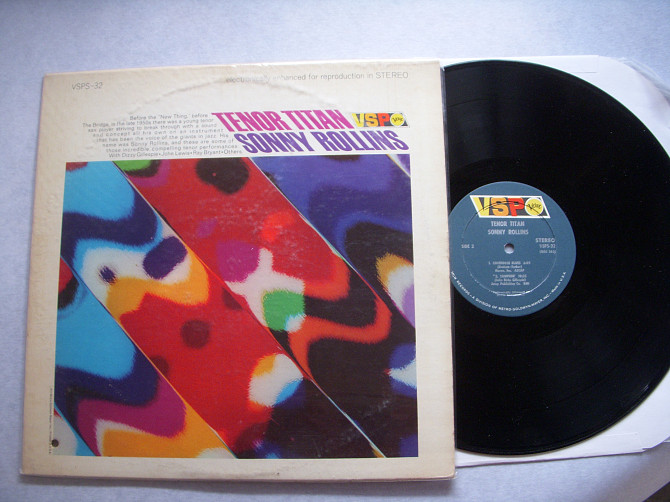 VSPS-32
enhanced for reproduction in STEREO
TENOR TITAN
SONNY ROLLINS
VSP
Before the "New Thing," before
The Bridge, in the late 1950s there was a young tenor
sax player striving to break through with a sound
and concept all his own on an instrument
that has been the voice of the giants in jazz. His
name was Sonny Rollins, and these are some of
those incredible compelling tenor performances
With Dizzy Gillespie • John Lewis • Ray Bryant • Others
VSP
TENOR TITAN
SONNY ROLLINS
SIDE 2
STEREO
VSPS-32